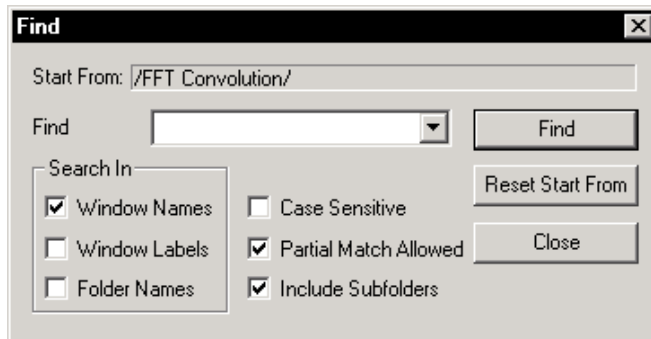 Find
Start From: /FFT Convolution/
Find
Find
Search In
Reset Start From
Window Names
Case Sensitive
Window Labels
Partial Match Allowed
Close
Folder Names
Include Subfolders